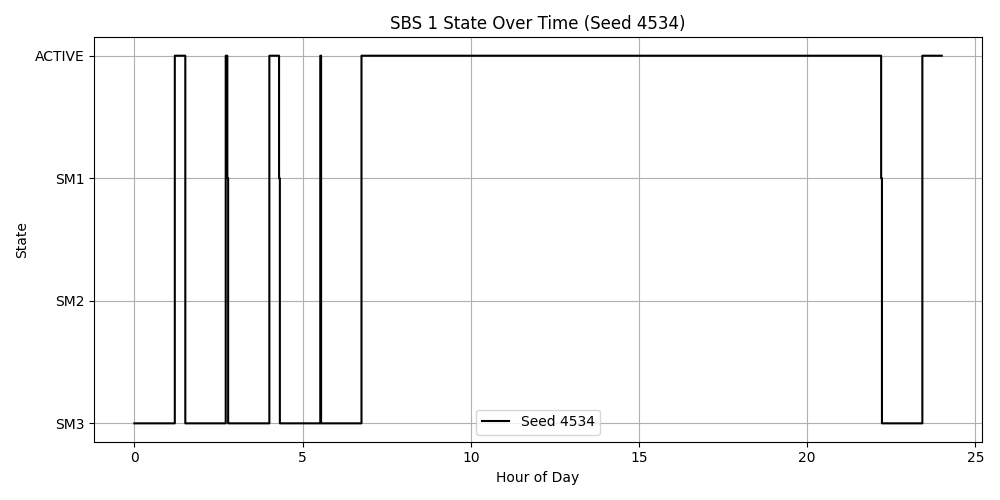 SBS 1 State Over Time (Seed 4534)
ACTIVE
SM1
SM2
SM3
State
Seed 4534
0 5 10 15 20 25
Hour of Day